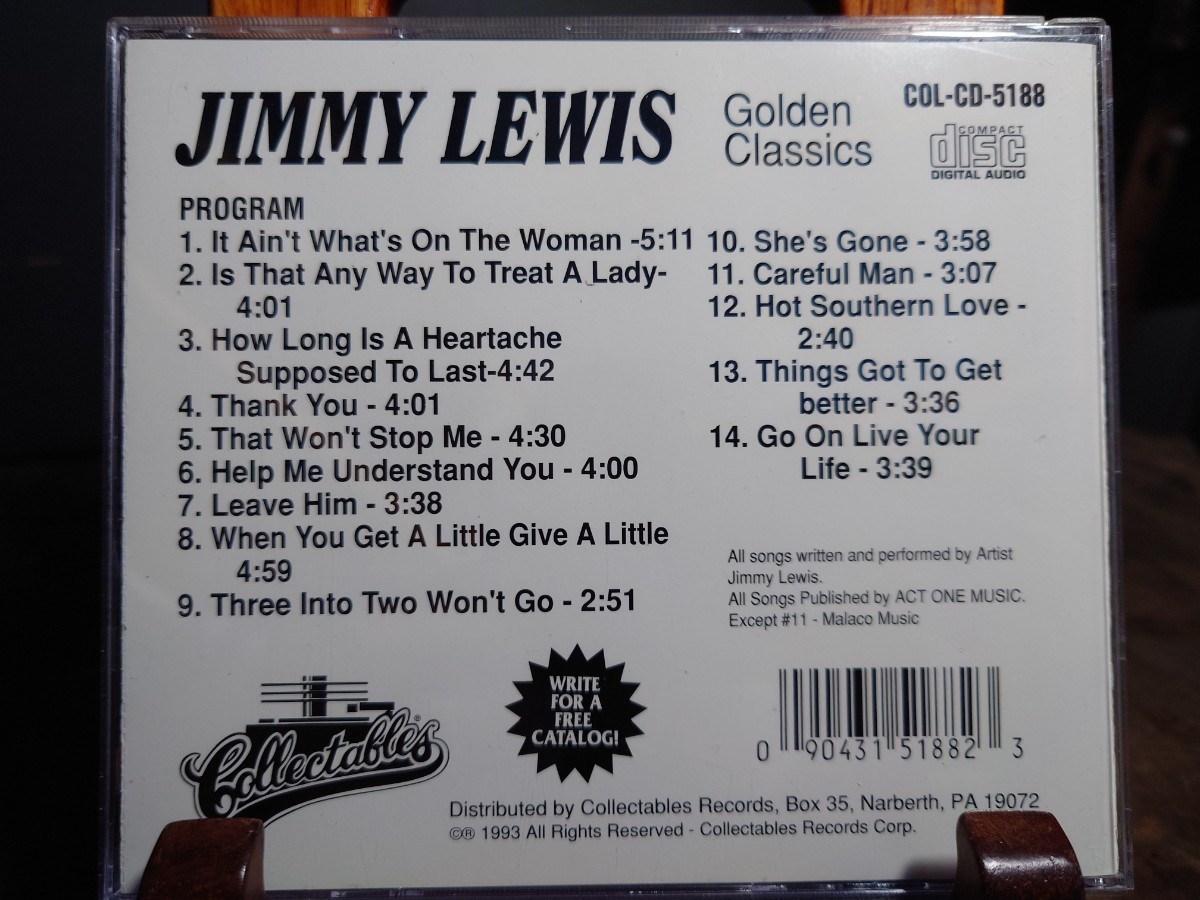 JIMMY LEWIS
Golden
Classics
COL-CD-5188
COMPACT
disc
DIGITAL AUDIO
PROGRAM
1. It Ain't What's On The Woman -5:11
2. Is That Any Way To Treat A Lady-
4:01
3. How Long Is A Heartache
Supposed To Last-4:42
4. Thank You - 4:01
5. That Won't Stop Me - 4:30
6. Help Me Understand You - 4:00
7. Leave Him - 3:38
8. When You Get A Little Give A Little
4:59
9. Three Into Two Won't Go - 2:51
10. She's Gone - 3:58
11. Careful Man - 3:07
12. Hot Southern Love -
2:40
13. Things Got To Get
better - 3:36
14. Go On Live Your
Life - 3:39
All songs written and performed by Artist
Jimmy Lewis.
All Songs Published by ACT ONE MUSIC.
Except #11 - Malaco Music
Collectables®
WRITE
FOR A
FREE
CATALOG!
0 90431 51882 3
Distributed by Collectables Records, Box 35, Narberth, PA 19072
©℗ 1993 All Rights Reserved - Collectables Records Corp.